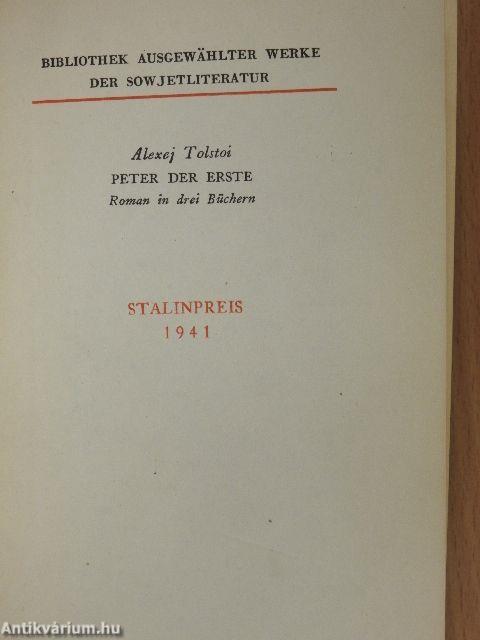 BIBLIOTHEK AUSGEWÄHLTER WERKE
DER SOWJETLITERATUR
Alexej Tolstoi
PETER DER ERSTE
Roman in drei Büchern
STALINPREIS
1941
Antikvárium.hu